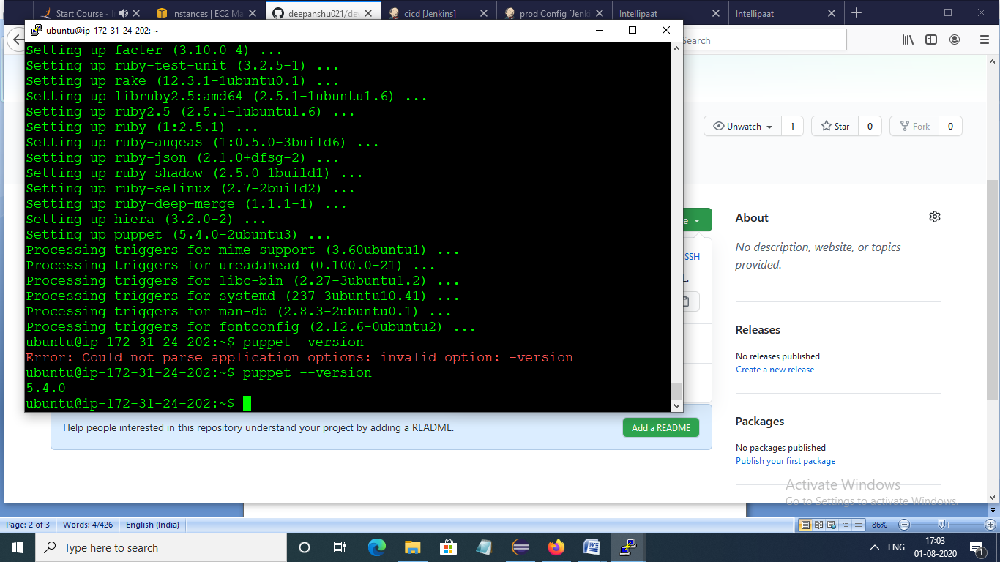 Start Course -
Instances | EC2 Ma
deepanshu021/de
cicd [Jenkins]
prod Config [Jenki
Intellipaat
Intellipaat
ubuntu@ip-172-31-24-202: ~
Search
Setting up facter (3.10.0-4) ...
Setting up ruby-test-unit (3.2.5-1) ...
Setting up rake (12.3.1-1ubuntu0.1) ...
Setting up libruby2.5:amd64 (2.5.1-1ubuntu1.6) ...
Setting up ruby2.5 (2.5.1-1ubuntu1.6) ...
Setting up ruby (1:2.5.1) ...
Setting up ruby-augeas (1:0.5.0-3build6) ...
Setting up ruby-json (2.1.0+dfsg-2) ...
Setting up ruby-shadow (2.5.0-1build1) ...
Setting up ruby-selinux (2.7-2build2) ...
Setting up ruby-deep-merge (1.1.1-1) ...
Setting up hiera (3.2.0-2) ...
Setting up puppet (5.4.0-2ubuntu3) ...
Processing triggers for mime-support (3.60ubuntu1) ...
Processing triggers for ureadahead (0.100.0-21) ...
Processing triggers for libc-bin (2.27-3ubuntu1.2) ...
Processing triggers for systemd (237-3ubuntu10.41) ...
Processing triggers for man-db (2.8.3-2ubuntu0.1) ...
Processing triggers for fontconfig (2.12.6-0ubuntu2) ...
ubuntu@ip-172-31-24-202:~$ puppet -version
Error: Could not parse application options: invalid option: -version
ubuntu@ip-172-31-24-202:~$ puppet --version
5.4.0
ubuntu@ip-172-31-24-202:~$
Unwatch 1
Star 0
Fork 0
e
SSH
About
No description, website, or topics
provided.
Releases
No releases published
Create a new release
Packages
No packages published
Publish your first package
Help people interested in this repository understand your project by adding a README.
Add a README
Activate Windows
Go to Settings to activate Windows.
Page: 2 of 3
Words: 4/426
English (India)
86%
Type here to search
ENG
17:03
01-08-2020
1